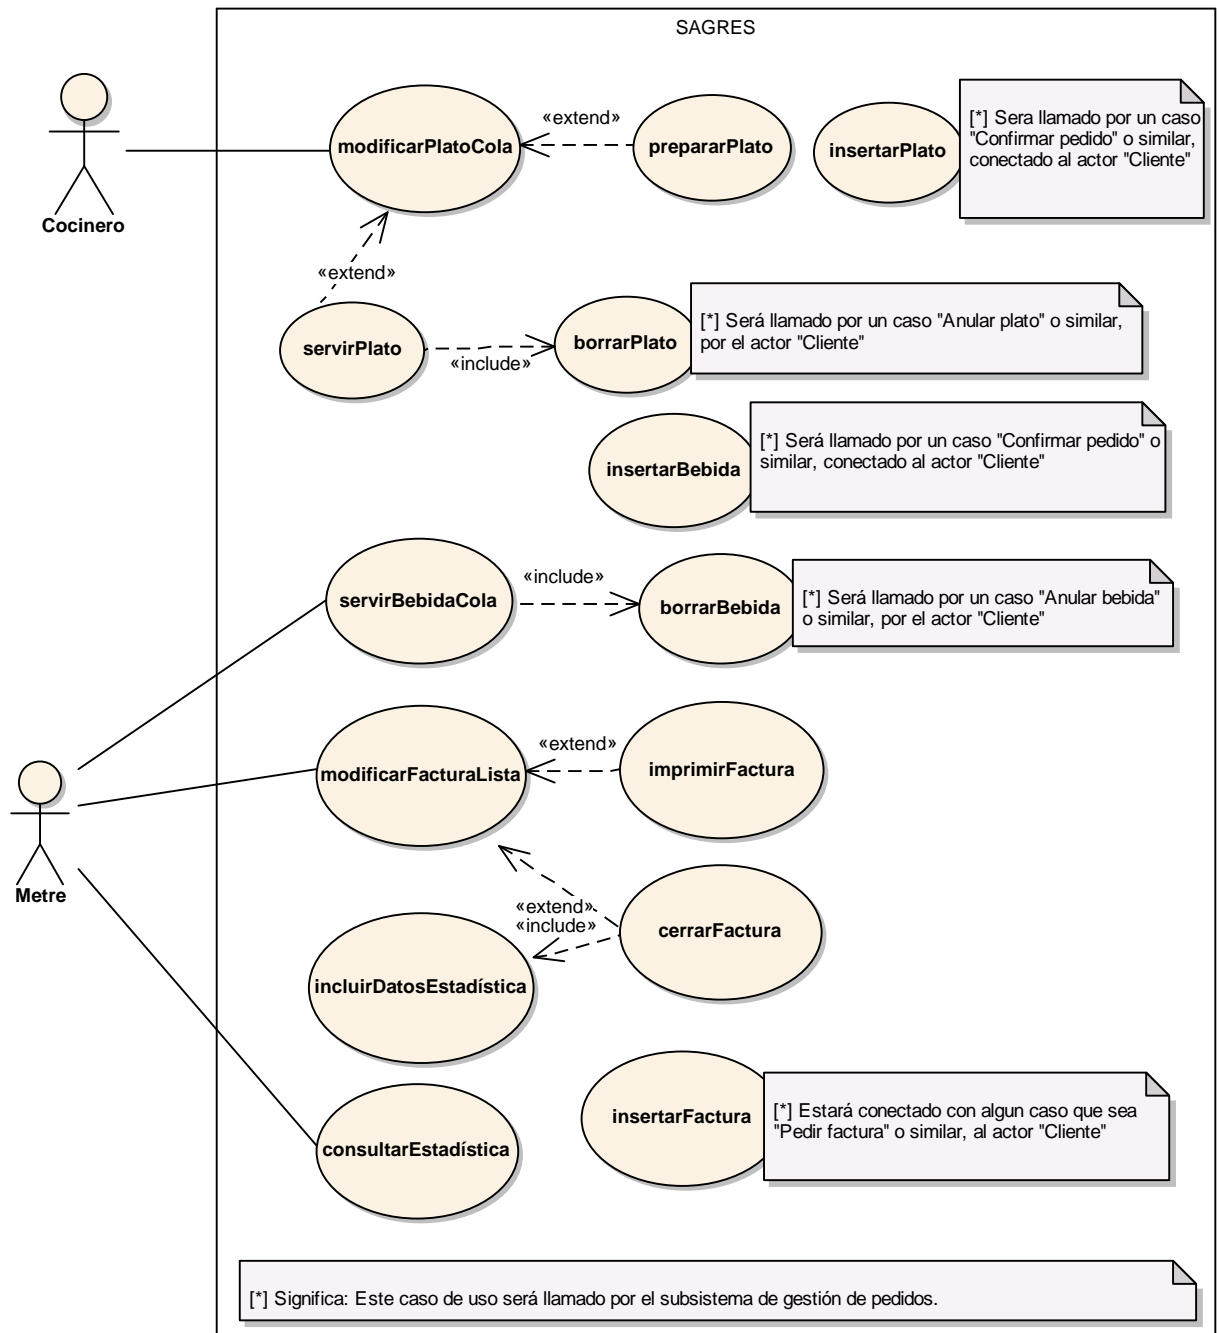 SAGRES
Cocinero
modificarPlatoCola
«extend»
prepararPlato
insertarPlato
[*] Sera llamado por un caso
"Confirmar pedido" o similar,
conectado al actor "Cliente"
«extend»
servirPlato
«include»
borrarPlato
[*] Será llamado por un caso "Anular plato" o similar,
por el actor "Cliente"
insertarBebida
[*] Será llamado por un caso "Confirmar pedido" o
similar, conectado al actor "Cliente"
servirBebidaCola
«include»
borrarBebida
[*] Será llamado por un caso "Anular bebida"
o similar, por el actor "Cliente"
Metre
modificarFacturaLista
«extend»
imprimirFactura
«extend»
«include»
cerrarFactura
incluirDatosEstadística
consultarEstadística
insertarFactura
[*] Estará conectado con algun caso que sea
"Pedir factura" o similar, al actor "Cliente"
[*] Significa: Este caso de uso será llamado por el subsistema de gestión de pedidos.